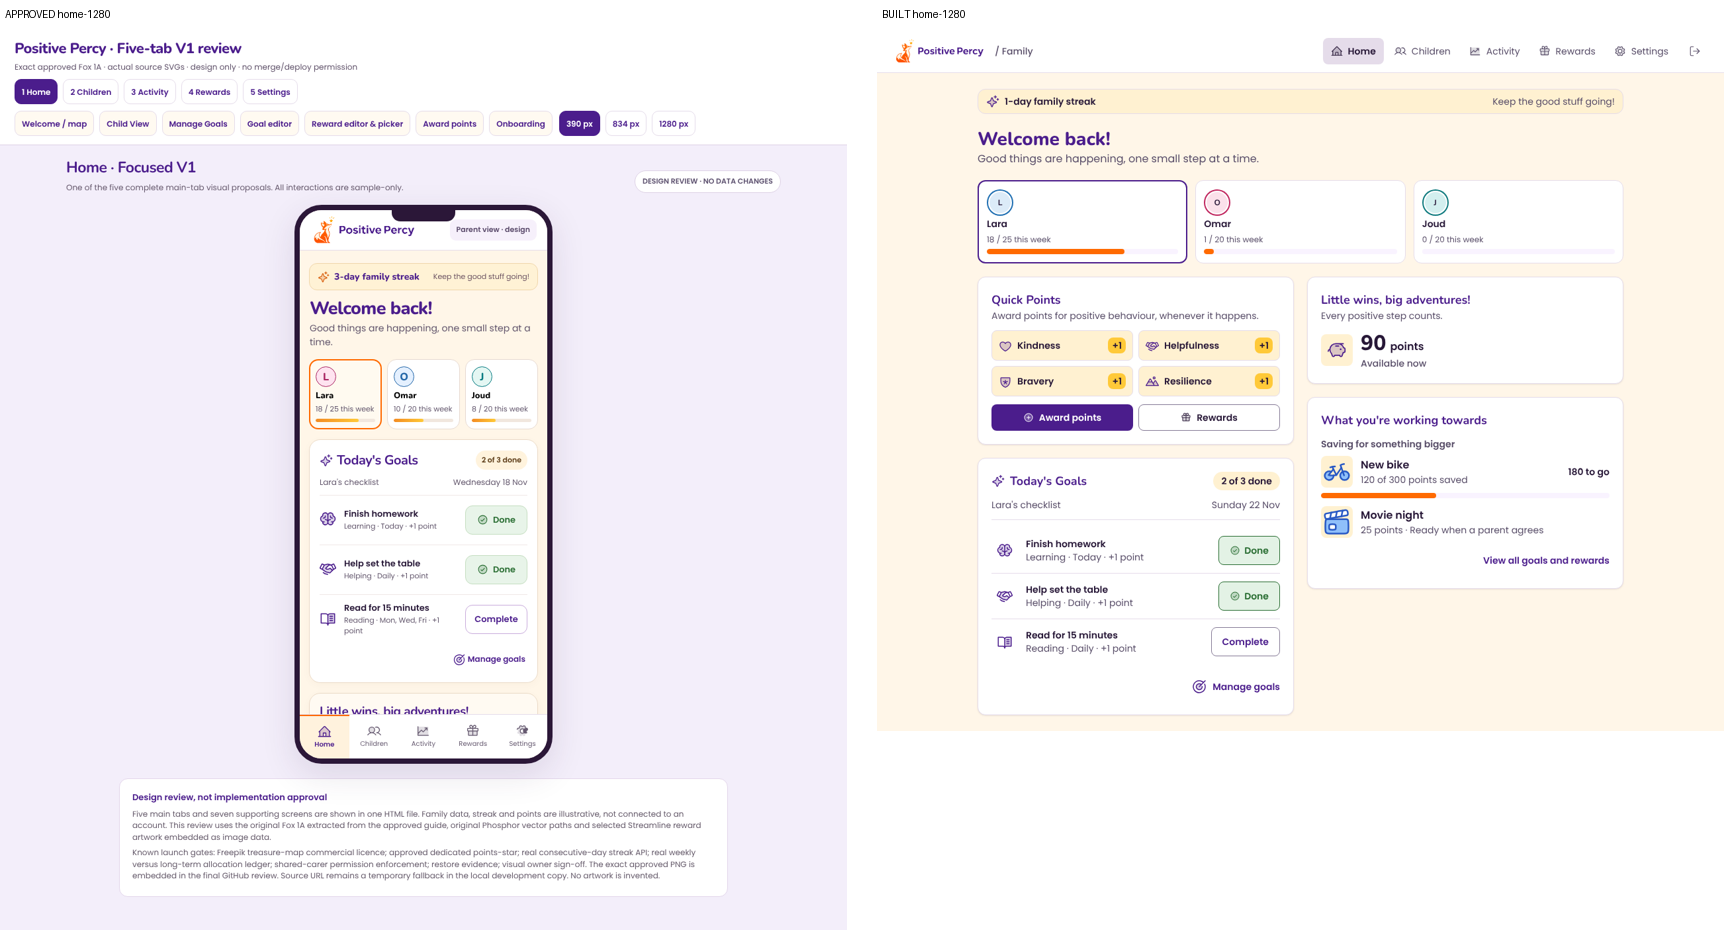 APPROVED home-1280
Positive Percy · Five-tab V1 review
Exact approved Fox 1A · actual source SVGs · design only · no merge/deploy permission
1 Home
2 Children
3 Activity
4 Rewards
5 Settings
Welcome / map
Child View
Manage Goals
Goal editor
Reward editor & picker
Award points
Onboarding
390 px
834 px
1280 px
Home · Focused V1
One of the five complete main-tab visual proposals. All interactions are sample-only.
DESIGN REVIEW · NO DATA CHANGES
Positive Percy
Parent view · design
3-day family streak
Keep the good stuff going!
Welcome back!
Good things are happening, one small step at a
time.
L
Lara
18 / 25 this week
O
Omar
10 / 20 this week
J
Joud
8 / 20 this week
Today's Goals
2 of 3 done
Lara's checklist
Wednesday 18 Nov
Finish homework
Learning · Today · +1 point
Done
Help set the table
Helping · Daily · +1 point
Done
Read for 15 minutes
Reading · Mon, Wed, Fri · +1
point
Complete
Manage goals
Little wins, big adventures!
Home
Children
Activity
Rewards
Settings
Design review, not implementation approval
Five main tabs and seven supporting screens are shown in one HTML file. Family data, streak and points are illustrative, not connected to an
account. This review uses the original Fox 1A extracted from the approved guide, original Phosphor vector paths and selected Streamline reward
artwork embedded as image data.
Known launch gates: Freepik treasure-map commercial licence; approved dedicated points-star; real consecutive-day streak API; real weekly
versus long-term allocation ledger; shared-carer permission enforcement; restore evidence; visual owner sign-off. The exact approved PNG is
embedded in the final GitHub review. Source URL remains a temporary fallback in the local development copy. No artwork is invented.
BUILT home-1280
Positive Percy
/ Family
Home
Children
Activity
Rewards
Settings
1-day family streak
Keep the good stuff going!
Welcome back!
Good things are happening, one small step at a time.
L
Lara
18 / 25 this week
O
Omar
1 / 20 this week
J
Joud
0 / 20 this week
Quick Points
Award points for positive behaviour, whenever it happens.
Kindness
+1
Helpfulness
+1
Bravery
+1
Resilience
+1
Award points
Rewards
Today's Goals
2 of 3 done
Lara's checklist
Sunday 22 Nov
Finish homework
Learning · Today · +1 point
Done
Help set the table
Helping · Daily · +1 point
Done
Read for 15 minutes
Reading · Daily · +1 point
Complete
Manage goals
Little wins, big adventures!
Every positive step counts.
90 points
Available now
What you're working towards
Saving for something bigger
New bike
120 of 300 points saved
180 to go
Movie night
25 points · Ready when a parent agrees
View all goals and rewards